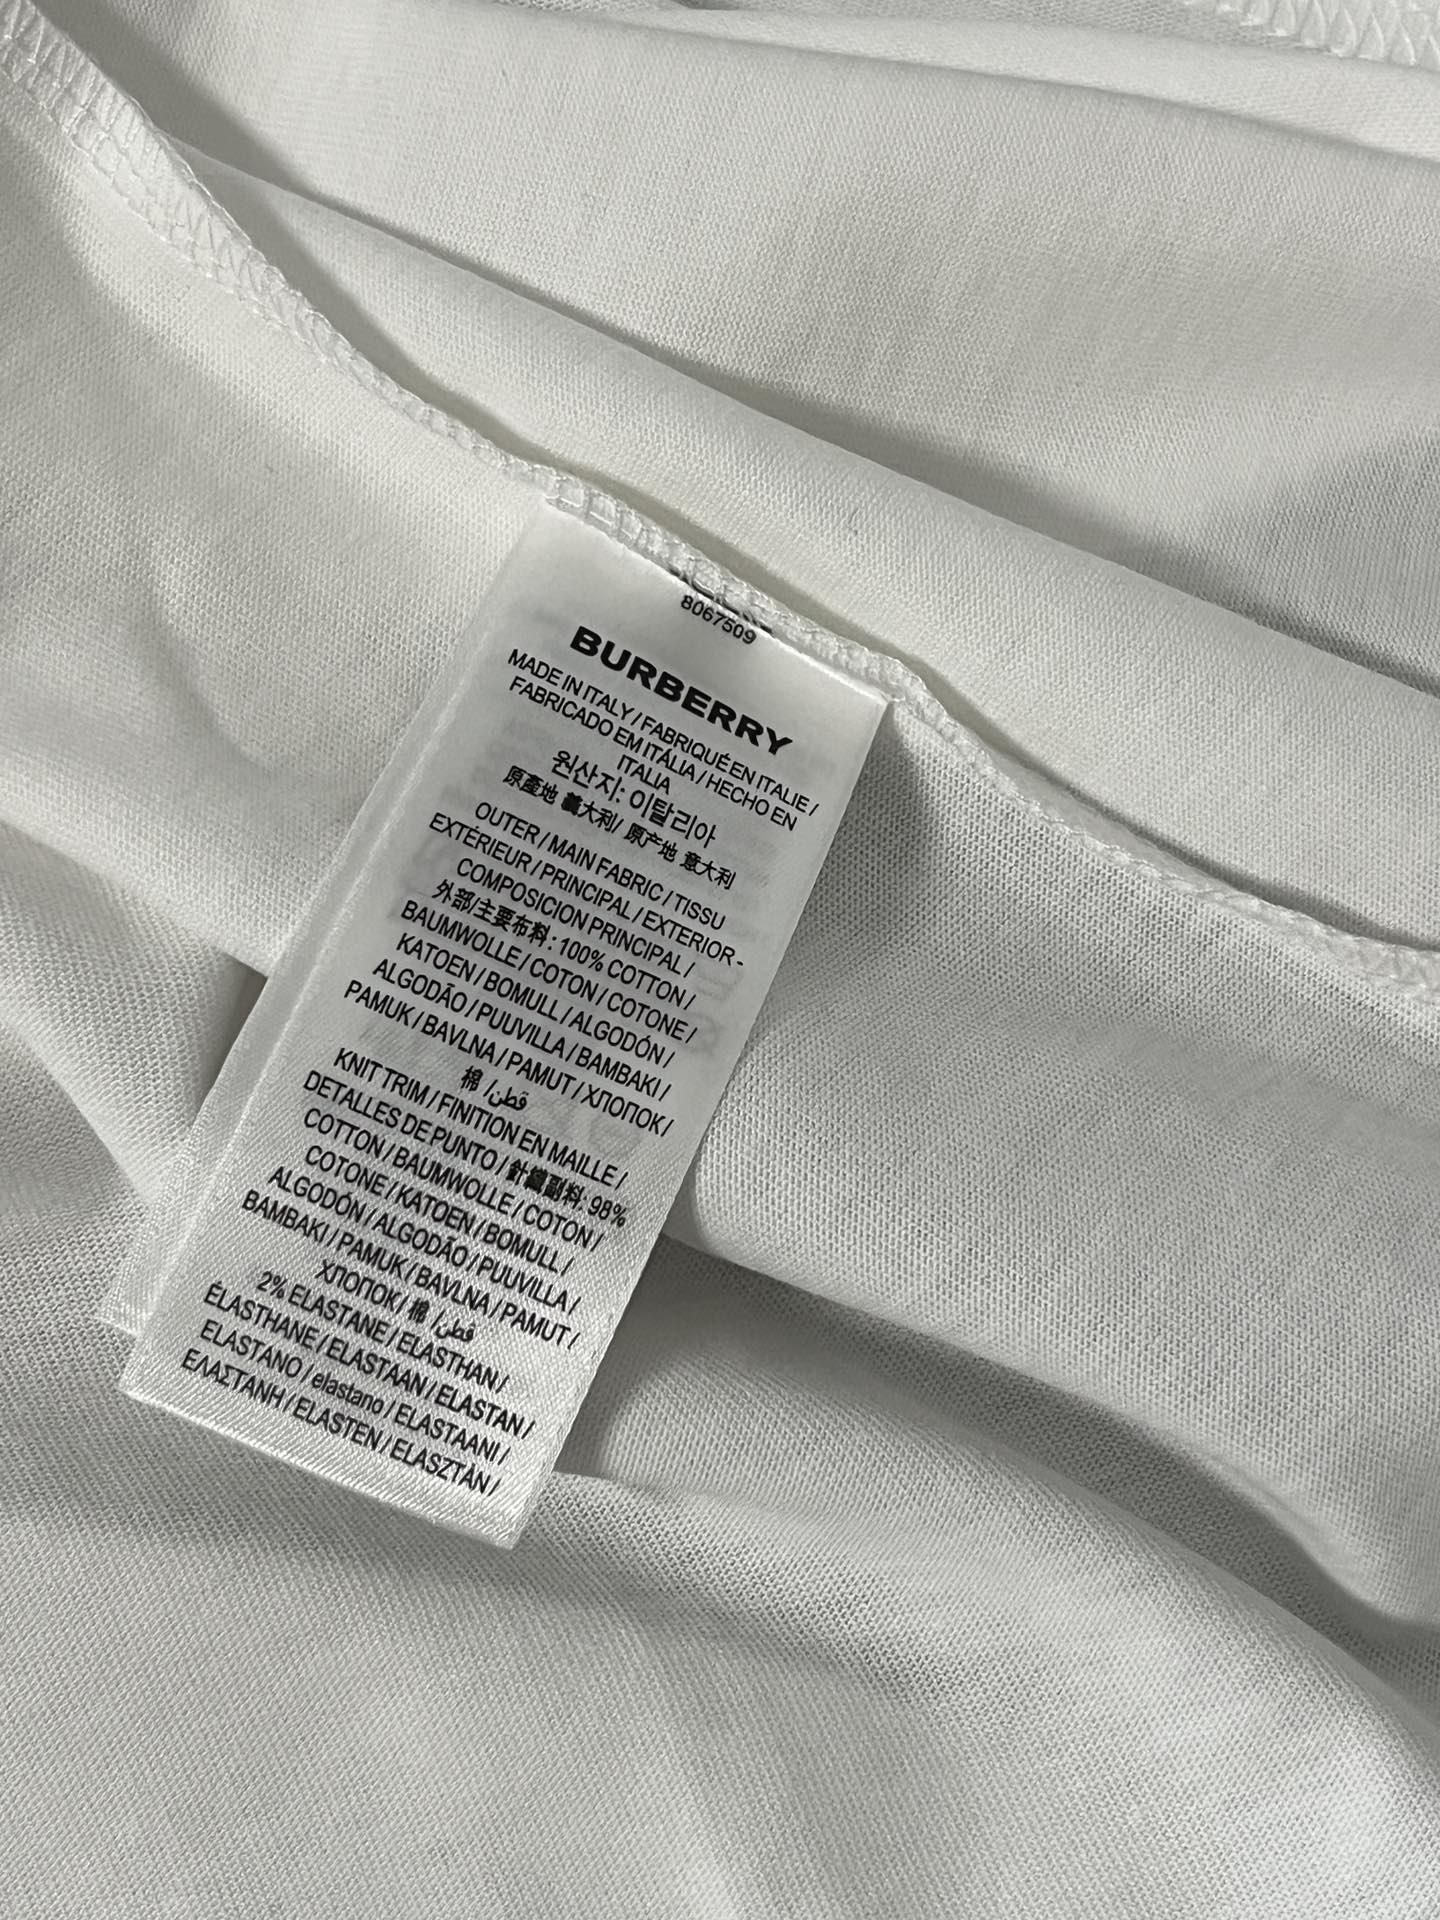 8067509
BURBERRY
MADE IN ITALY / FABRIQUÉ EN ITALIE /
FABRICADO EM ITÁLIA / HECHO EN
ITALIA
원산지: 이탈리아
原產地 義大利/ 原产地 意大利
OUTER / MAIN FABRIC / TISSU
EXTÉRIEUR / PRINCIPAL / EXTERIOR -
COMPOSICION PRINCIPAL /
外部/主要布料: 100% COTTON /
BAUMWOLLE / COTON / COTONE /
KATOEN / BOMULL / ALGODÓN /
ALGODÃO / PUUVILLA / BAMBAKI /
PAMUK / BAVLNA / PAMUT / ХЛОПОК /
棉 / قطن
KNIT TRIM / FINITION EN MAILLE /
DETALLES DE PUNTO / 針織副料: 98%
COTTON / BAUMWOLLE / COTON /
COTONE / KATOEN / BOMULL /
ALGODÓN / ALGODÃO / PUUVILLA /
BAMBAKI / PAMUK / BAVLNA / PAMUT /
ХЛОПОК / 棉 / قطن
2% ELASTANE / ELASTHAN /
ÉLASTHANE / ELASTAAN / ELASTAN /
ELASTANO / elastano / ELASTAANI /
ΕΛΑΣΤΑΝΗ / ELASTEN / ELASZTÁN /